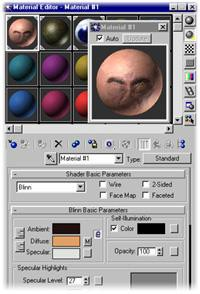 Material Editor - Material #1
Material #1
Auto Update
Material #1 Type: Standard
Shader Basic Parameters
Blinn Wire 2-Sided
Face Map Faceted
Blinn Basic Parameters
Self-Illumination
Ambient: Color
Diffuse: M
Specular: Opacity: 100
Specular Highlights
Specular Level: 27